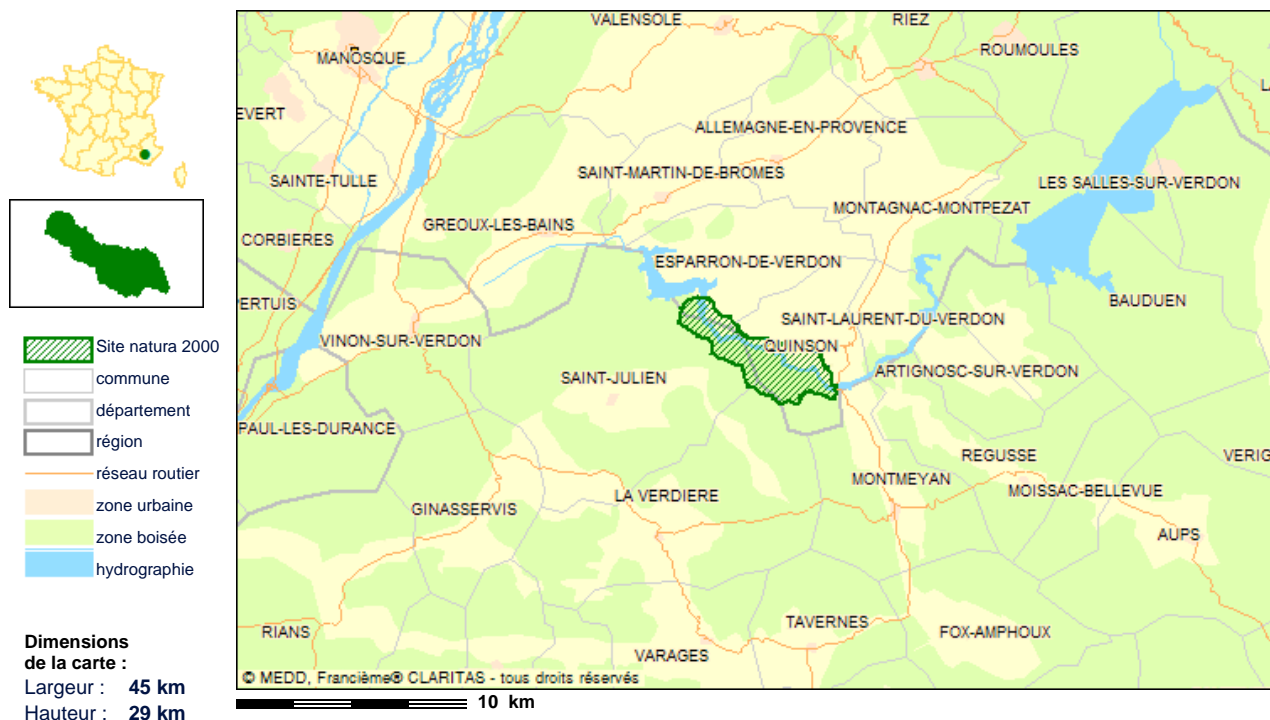 VALENSOLE
RIEZ
ROUMOULES
MANOSQUE
EVERT
ALLEMAGNE-EN-PROVENCE
SAINT-MARTIN-DE-BROMES
SAINTE-TULLE
LES SALLES-SUR-VERDON
MONTAGNAC-MONTPEZAT
GREOUX-LES-BAINS
CORBIERES
ESPARRON-DE-VERDON
PERTUIS
BAUDUEN
SAINT-LAURENT-DU-VERDON
VINON-SUR-VERDON
QUINSON
SAINT-JULIEN
ARTIGNOSC-SUR-VERDON
PAUL-LES-DURANCE
REGUSSE
VERIG
MONTMEYAN
MOISSAC-BELLEVUE
LA VERDIERE
GINASSERVIS
AUPS
TAVERNES
RIANS
FOX-AMPHOUX
VARAGES
© MEDD, Francième® CLARITAS - tous droits réservés
10 km
Site natura 2000
commune
département
région
réseau routier
zone urbaine
zone boisée
hydrographie
Dimensions
de la carte :
Largeur : 45 km
Hauteur : 29 km